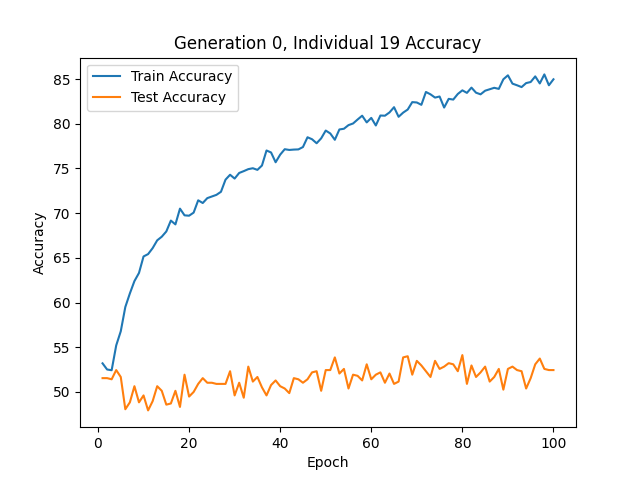 Generation 0, Individual 19 Accuracy
Train Accuracy
Test Accuracy
85
80
75
70
65
60
55
50
Accuracy
0 20 40 60 80 100
Epoch